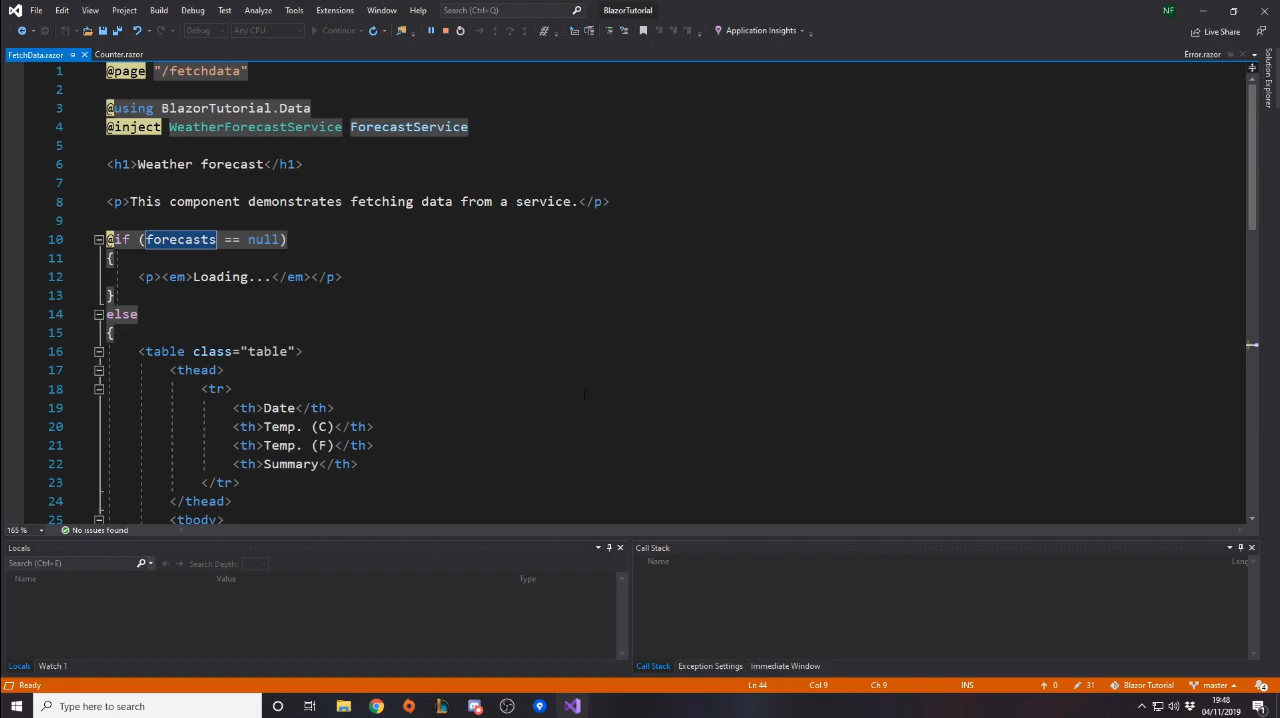 File Edit View Project Build Debug Test Analyze Tools Extensions Window Help Search (Ctrl+Q) BlazorTutorial NF
Debug Any CPU Continue Application Insights Live Share
FetchData.razor Counter.razor Error.razor
Solution Explorer
1 @page "/fetchdata"
2
3 @using BlazorTutorial.Data
4 @inject WeatherForecastService ForecastService
5
6 <h1>Weather forecast</h1>
7
8 <p>This component demonstrates fetching data from a service.</p>
9
10 @if (forecasts == null)
11 {
12 <p><em>Loading...</em></p>
13 }
14 else
15 {
16 <table class="table">
17 <thead>
18 <tr>
19 <th>Date</th>
20 <th>Temp. (C)</th>
21 <th>Temp. (F)</th>
22 <th>Summary</th>
23 </tr>
24 </thead>
25 <tbody>
165 % No issues found
Locals Call Stack
Search (Ctrl+E) Search Depth: Name Lang
Name Value Type
Locals Watch 1 Call Stack Exception Settings Immediate Window
Ready Ln 44 Col 9 Ch 9 INS 0 31 Blazor Tutorial master 4
Type here to search 19:48
04/11/2019 1